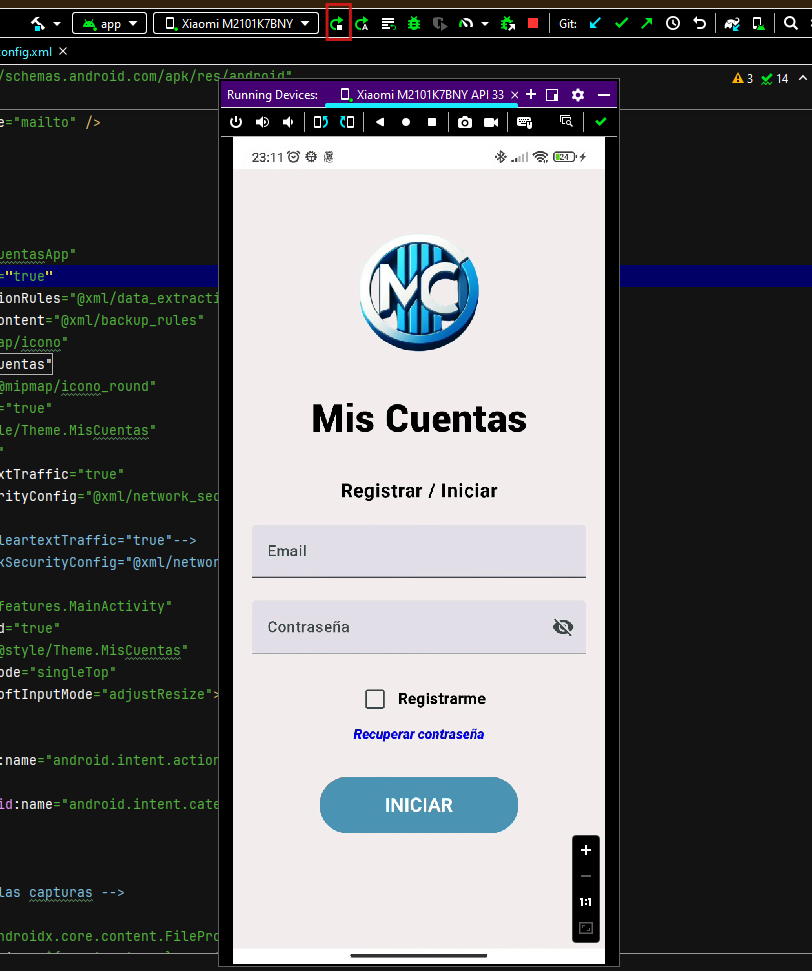 app Xiaomi M2101K7BNY Git:
onfig.xml
/schemas.android.com/apk/res/android" 3 14
Running Devices: Xiaomi M2101K7BNY API 33
e="mailto" />
23:11 24
MC
uentasApp"
="true"
ionRules="@xml/data_extracti
ontent="@xml/backup_rules"
ap/icono"
uentas"
@mipmap/icono_round"
="true"
le/Theme.MisCuentas"
"
xtTraffic="true"
rityConfig="@xml/network_sec
leartextTraffic="true"-->
kSecurityConfig="@xml/networ
features.MainActivity"
d="true"
@style/Theme.MisCuentas"
ode="singleTop"
oftInputMode="adjustResize">
:name="android.intent.action
id:name="android.intent.cate
las capturas -->
ndroidx.core.content.FilePro
Mis Cuentas
Registrar / Iniciar
Email
Contraseña
Registrarme
Recuperar contraseña
INICIAR
1:1